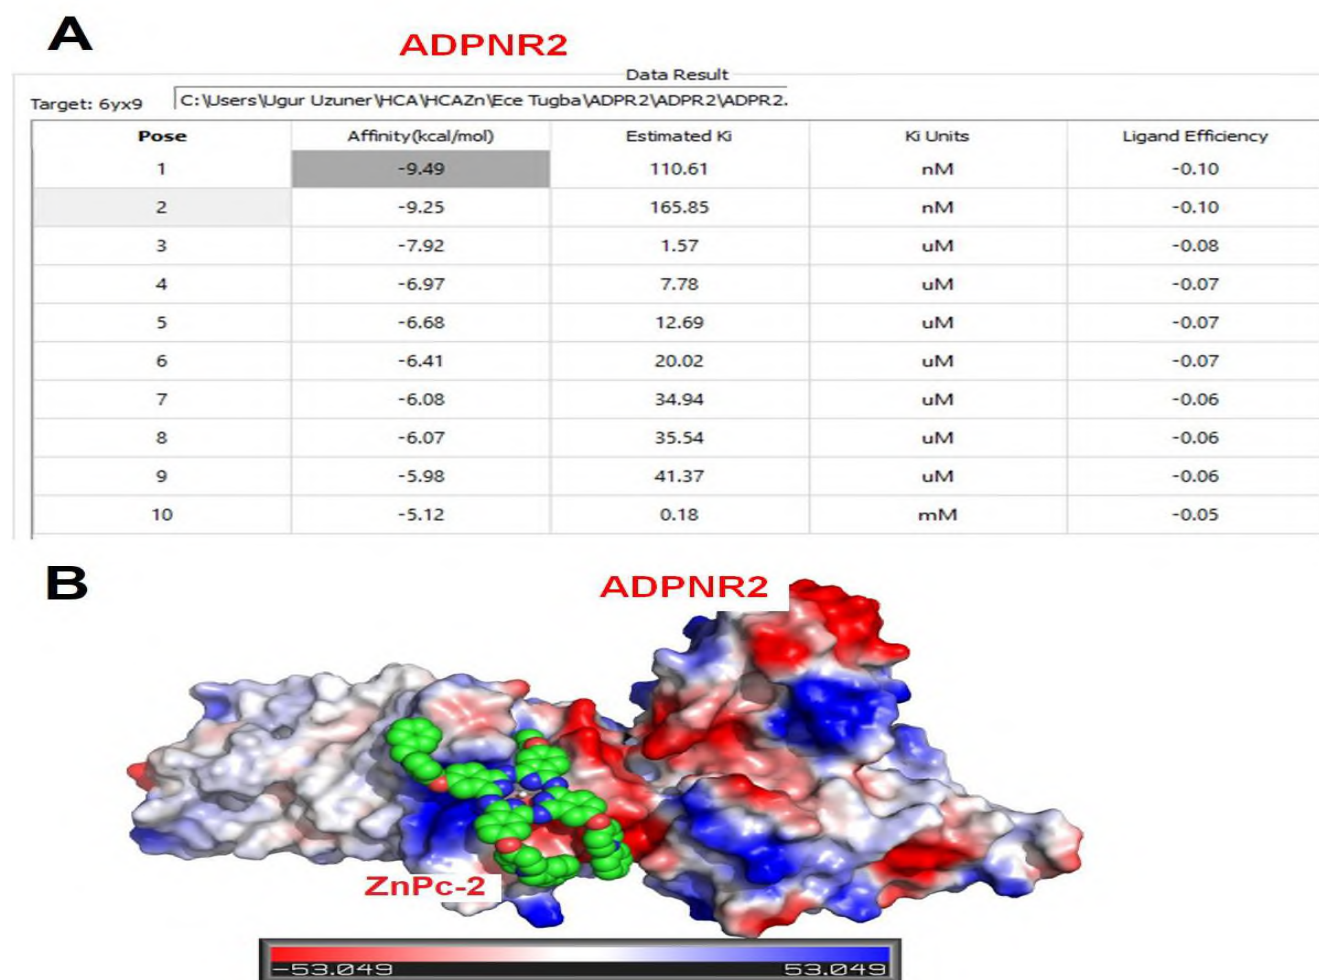 A
ADPNR2
Data Result
Target: 6yx9 C:\Users\Ugur Uzuner\HCA\HCAZn\Ece Tugba\ADPR2\ADPR2\ADPR2.
Pose Affinity(kcal/mol) Estimated Ki Ki Units Ligand Efficiency
1 -9.49 110.61 nM -0.10
2 -9.25 165.85 nM -0.10
3 -7.92 1.57 uM -0.08
4 -6.97 7.78 uM -0.07
5 -6.68 12.69 uM -0.07
6 -6.41 20.02 uM -0.07
7 -6.08 34.94 uM -0.06
8 -6.07 35.54 uM -0.06
9 -5.98 41.37 uM -0.06
10 -5.12 0.18 mM -0.05
B
ADPNR2
ZnPc-2
-53.049 53.049